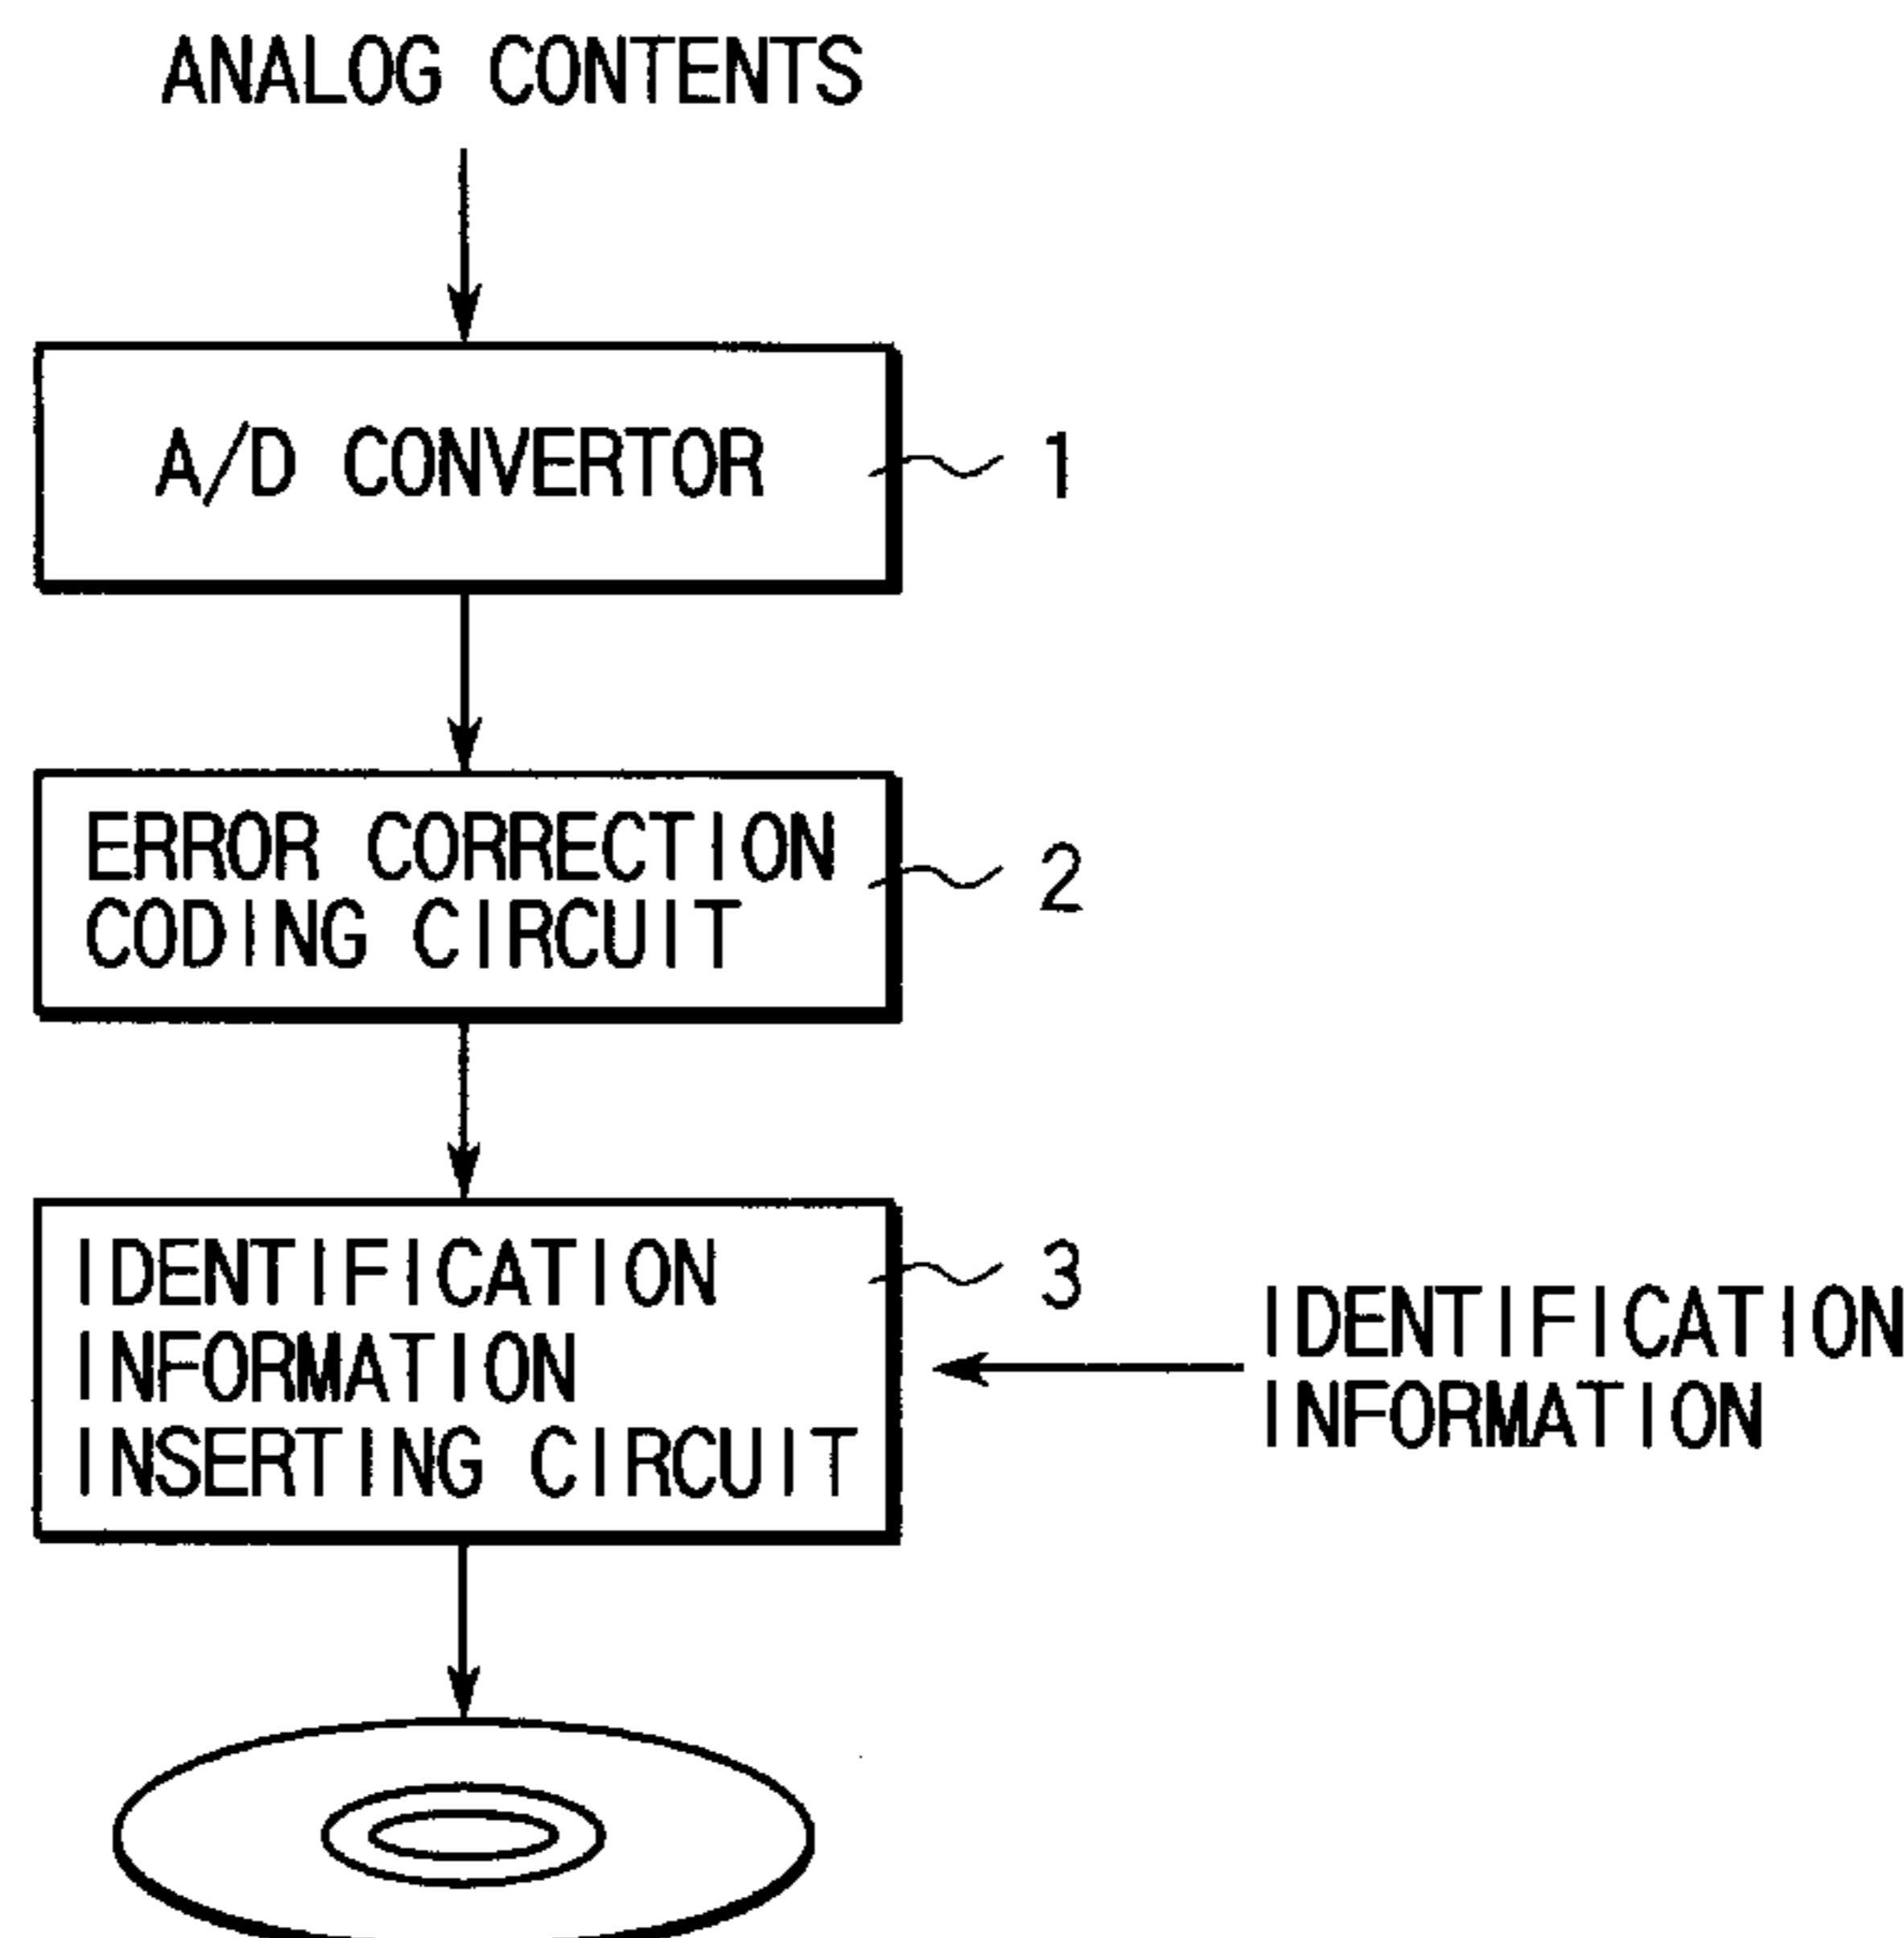 ANALOG CONTENTS
A/D CONVERTOR
1
ERROR CORRECTION
CODING CIRCUIT
2
IDENTIFICATION
INFORMATION
INSERTING CIRCUIT
3
IDENTIFICATION
INFORMATION